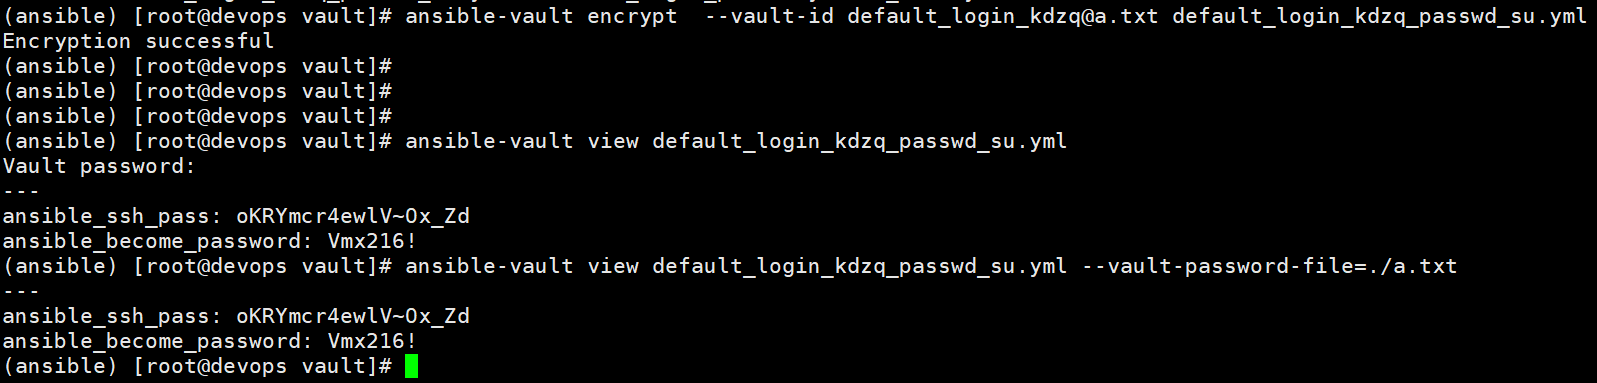 (ansible) [root@devops vault]# ansible-vault encrypt  --vault-id default_login_kdzq@a.txt default_login_kdzq_passwd_su.yml
Encryption successful
(ansible) [root@devops vault]#
(ansible) [root@devops vault]#
(ansible) [root@devops vault]#
(ansible) [root@devops vault]# ansible-vault view default_login_kdzq_passwd_su.yml
Vault password:
---
ansible_ssh_pass: oKRYmcr4ewlV~Ox_Zd
ansible_become_password: Vmx216!
(ansible) [root@devops vault]# ansible-vault view default_login_kdzq_passwd_su.yml --vault-password-file=./a.txt
---
ansible_ssh_pass: oKRYmcr4ewlV~Ox_Zd
ansible_become_password: Vmx216!
(ansible) [root@devops vault]#